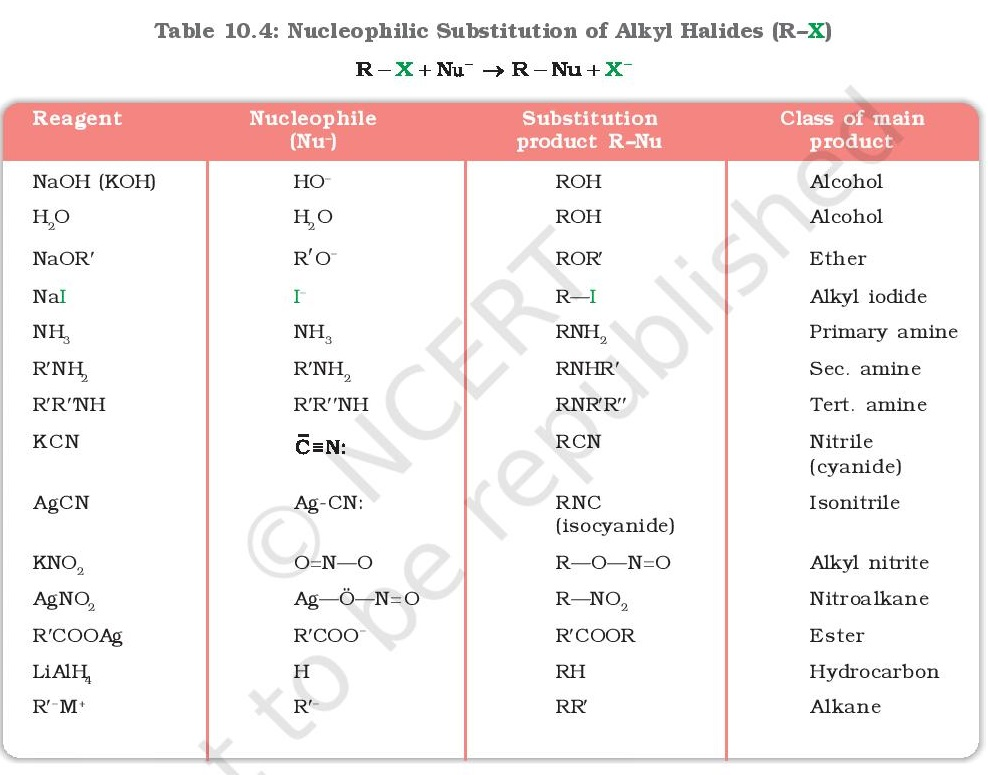 Table 10.4: Nucleophilic Substitution of Alkyl Halides (R–X)
R – X + Nu⁻ → R – Nu + X⁻
Reagent Nucleophile (Nu⁻) Substitution product R–Nu Class of main product
NaOH (KOH) HO⁻ ROH Alcohol
H₂O H₂O ROH Alcohol
NaOR′ R′O⁻ ROR′ Ether
NaI I⁻ R—I Alkyl iodide
NH₃ NH₃ RNH₂ Primary amine
R′NH₂ R′NH₂ RNHR′ Sec. amine
R′R′′NH R′R′′NH RNR′R′′ Tert. amine
KCN C̄≡N: RCN Nitrile
(cyanide)
AgCN Ag-CN: RNC Isonitrile
(isocyanide)
KNO₂ O=N—O R—O—N=O Alkyl nitrite
AgNO₂ Ag—Ö—N=O R—NO₂ Nitroalkane
R′COOAg R′COO⁻ R′COOR Ester
LiAlH₄ H RH Hydrocarbon
R′⁻M⁺ R′⁻ RR′ Alkane
© NCERT
t to be republished